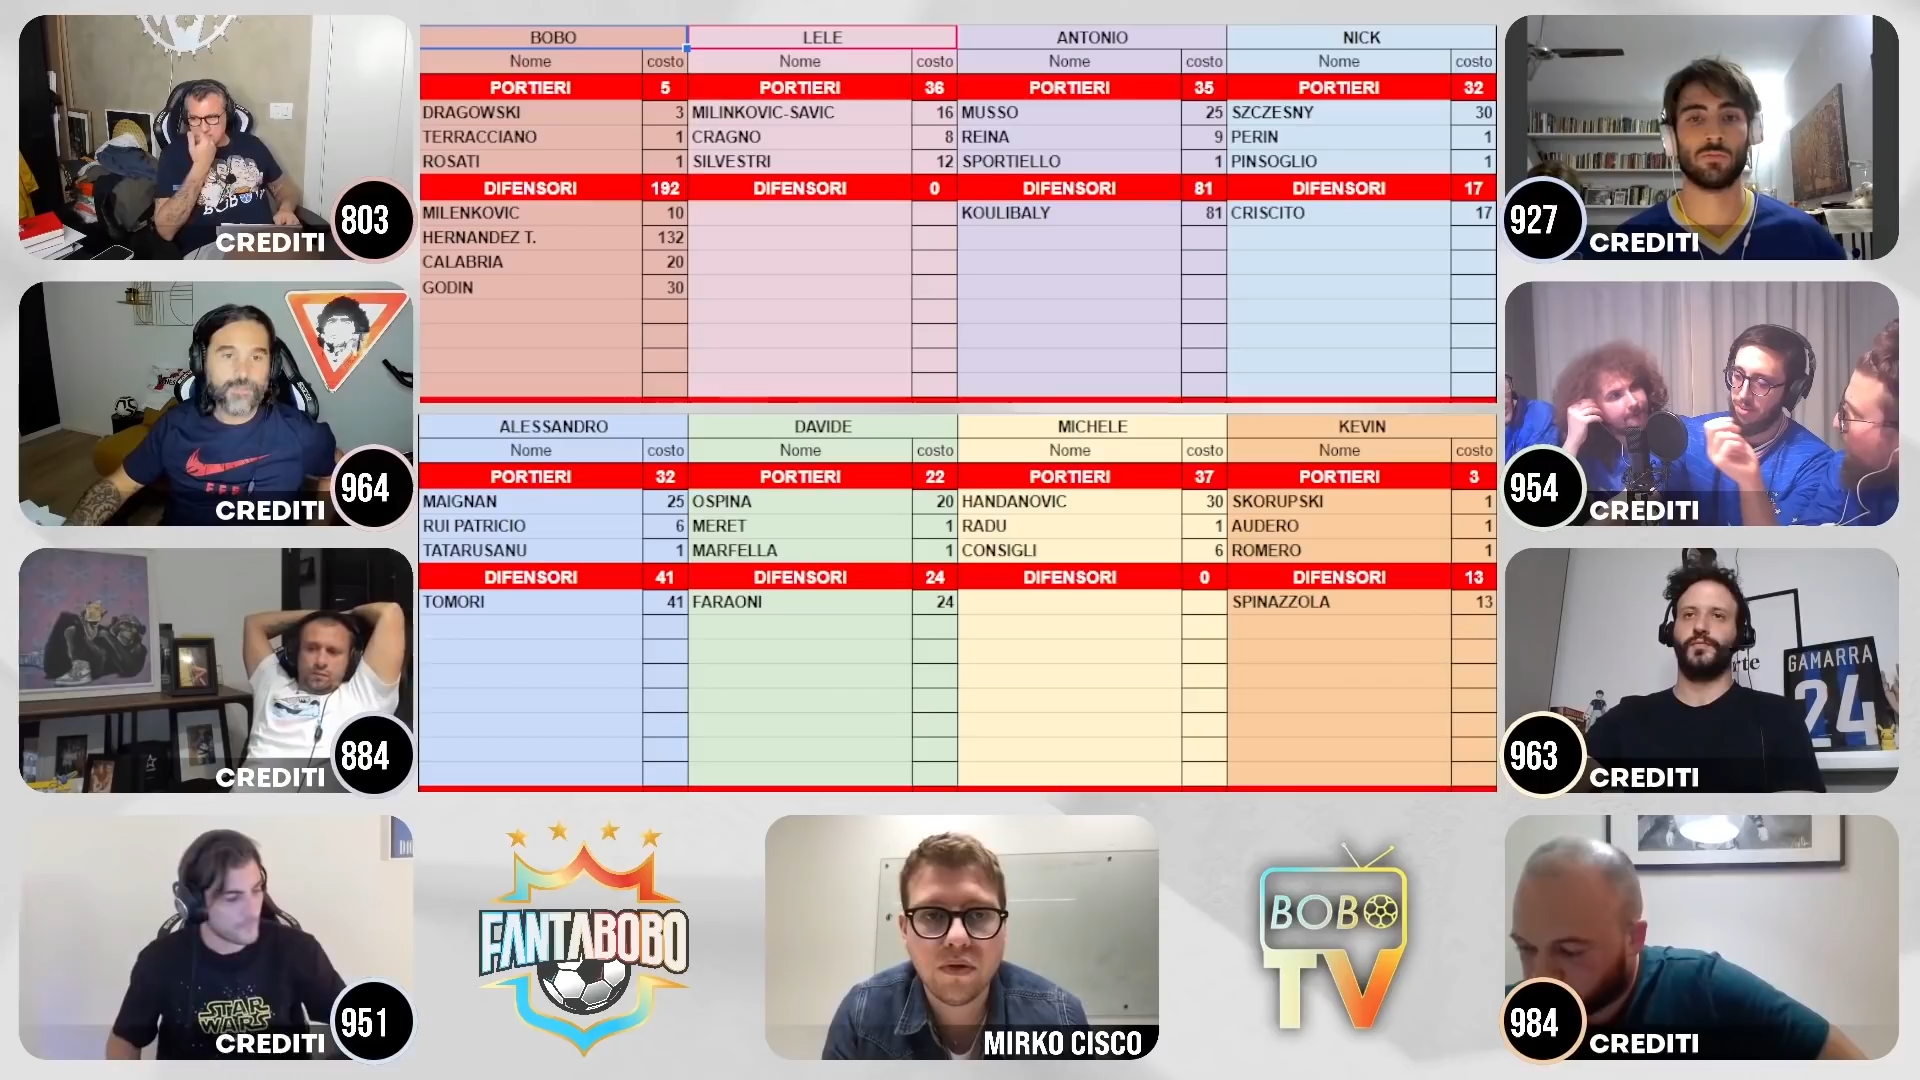 BOBO LELE ANTONIO NICK
Nome costo Nome costo Nome costo Nome costo
PORTIERI 5 PORTIERI 36 PORTIERI 35 PORTIERI 32
DRAGOWSKI 3 MILINKOVIC-SAVIC 16 MUSSO 25 SZCZESNY 30
TERRACCIANO 1 CRAGNO 8 REINA 9 PERIN 1
ROSATI 1 SILVESTRI 12 SPORTIELLO 1 PINSOGLIO 1
DIFENSORI 192 DIFENSORI 0 DIFENSORI 81 DIFENSORI 17
MILENKOVIC 10 KOULIBALY 81 CRISCITO 17
HERNANDEZ T. 132
CALABRIA 20
GODIN 30
803
CREDITI
927
CREDITI
ALESSANDRO DAVIDE MICHELE KEVIN
Nome costo Nome costo Nome costo Nome costo
PORTIERI 32 PORTIERI 22 PORTIERI 37 PORTIERI 3
MAIGNAN 25 OSPINA 20 HANDANOVIC 30 SKORUPSKI 1
RUI PATRICIO 6 MERET 1 RADU 1 AUDERO 1
TATARUSANU 1 MARFELLA 1 CONSIGLI 6 ROMERO 1
DIFENSORI 41 DIFENSORI 24 DIFENSORI 0 DIFENSORI 13
TOMORI 41 FARAONI 24 SPINAZZOLA 13
964
CREDITI
954
CREDITI
GAMARRA
24
884
CREDITI
963
CREDITI
STAR
WARS
951
CREDITI
FANTABOBO
MIRKO CISCO
BOBO
TV
984
CREDITI